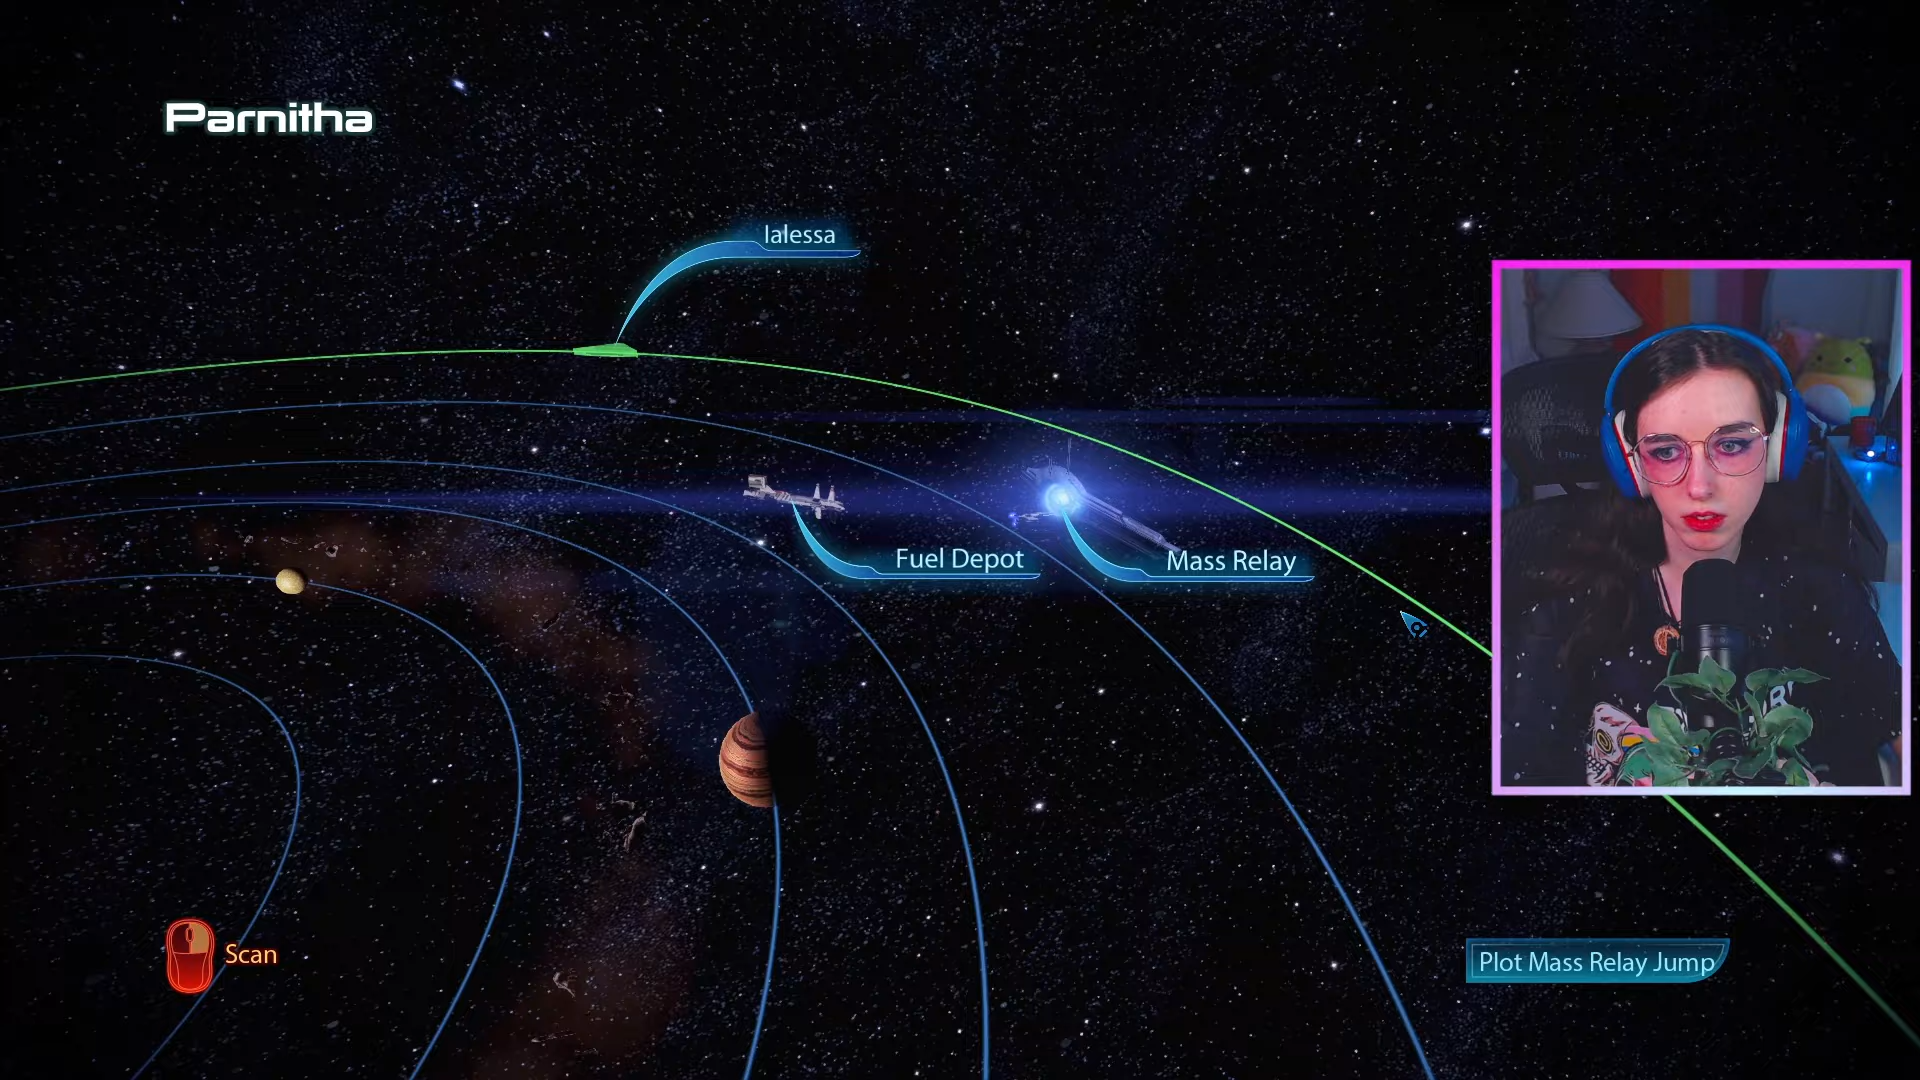 Parnitha
Ialessa
Fuel Depot
Mass Relay
Scan
Plot Mass Relay Jump